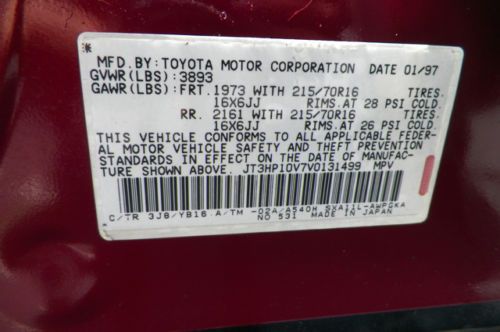 MFD.BY: TOYOTA MOTOR CORPORATION DATE 01/97
GVWR(LBS):3893
GAWR(LBS):FRT.1973 WITH 215/70R16 TIRES.
16X6JJ RIMS.AT 28 PSI COLD.
RR. 2161 WITH 215/70R16 TIRES.
16X6JJ RIMS.AT 26 PSI COLD.
THIS VEHICLE CONFORMS TO ALL APPLICABLE FEDER-
AL MOTOR VEHICLE SAFETY AND THEFT PREVENTION
STANDARDS IN EFFECT ON THE DATE OF MANUFAC-
TURE SHOWN ABOVE. JT3HP10V7V0131499 MPV
C/TR 3J8/YB16 A/TM -02A/A540H SXA11L-AWPGKA
NO 531 MADE IN JAPAN